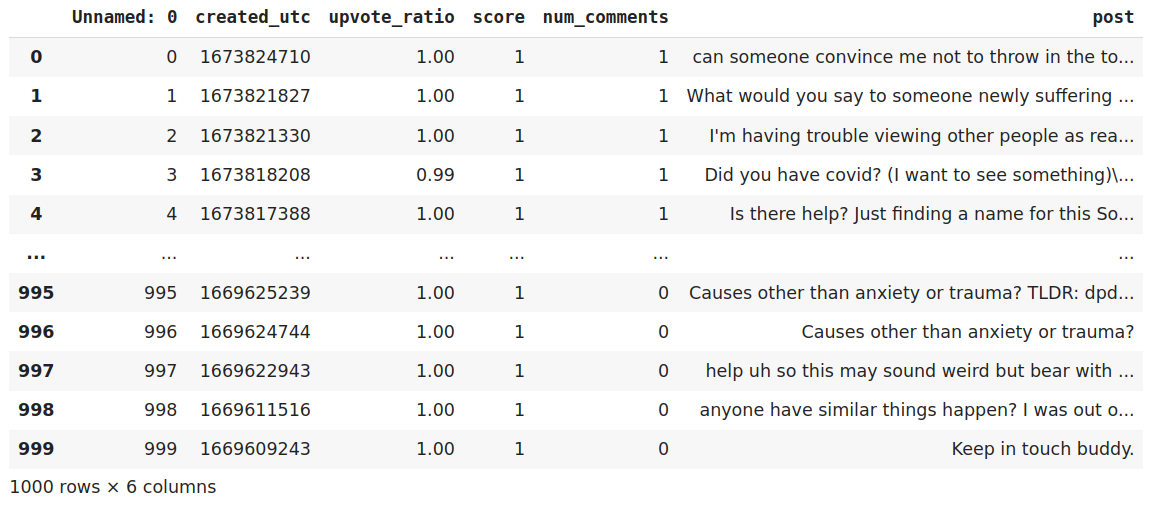 Unnamed: 0 created_utc upvote_ratio score num_comments post
0 0 1673824710 1.00 1 1 can someone convince me not to throw in the to...
1 1 1673821827 1.00 1 1 What would you say to someone newly suffering ...
2 2 1673821330 1.00 1 1 I'm having trouble viewing other people as rea...
3 3 1673818208 0.99 1 1 Did you have covid? (I want to see something)\...
4 4 1673817388 1.00 1 1 Is there help? Just finding a name for this So...
... ... ... ... ... ... ...
995 995 1669625239 1.00 1 0 Causes other than anxiety or trauma? TLDR: dpd...
996 996 1669624744 1.00 1 0 Causes other than anxiety or trauma?
997 997 1669622943 1.00 1 0 help uh so this may sound weird but bear with ...
998 998 1669611516 1.00 1 0 anyone have similar things happen? I was out o...
999 999 1669609243 1.00 1 0 Keep in touch buddy.
1000 rows × 6 columns